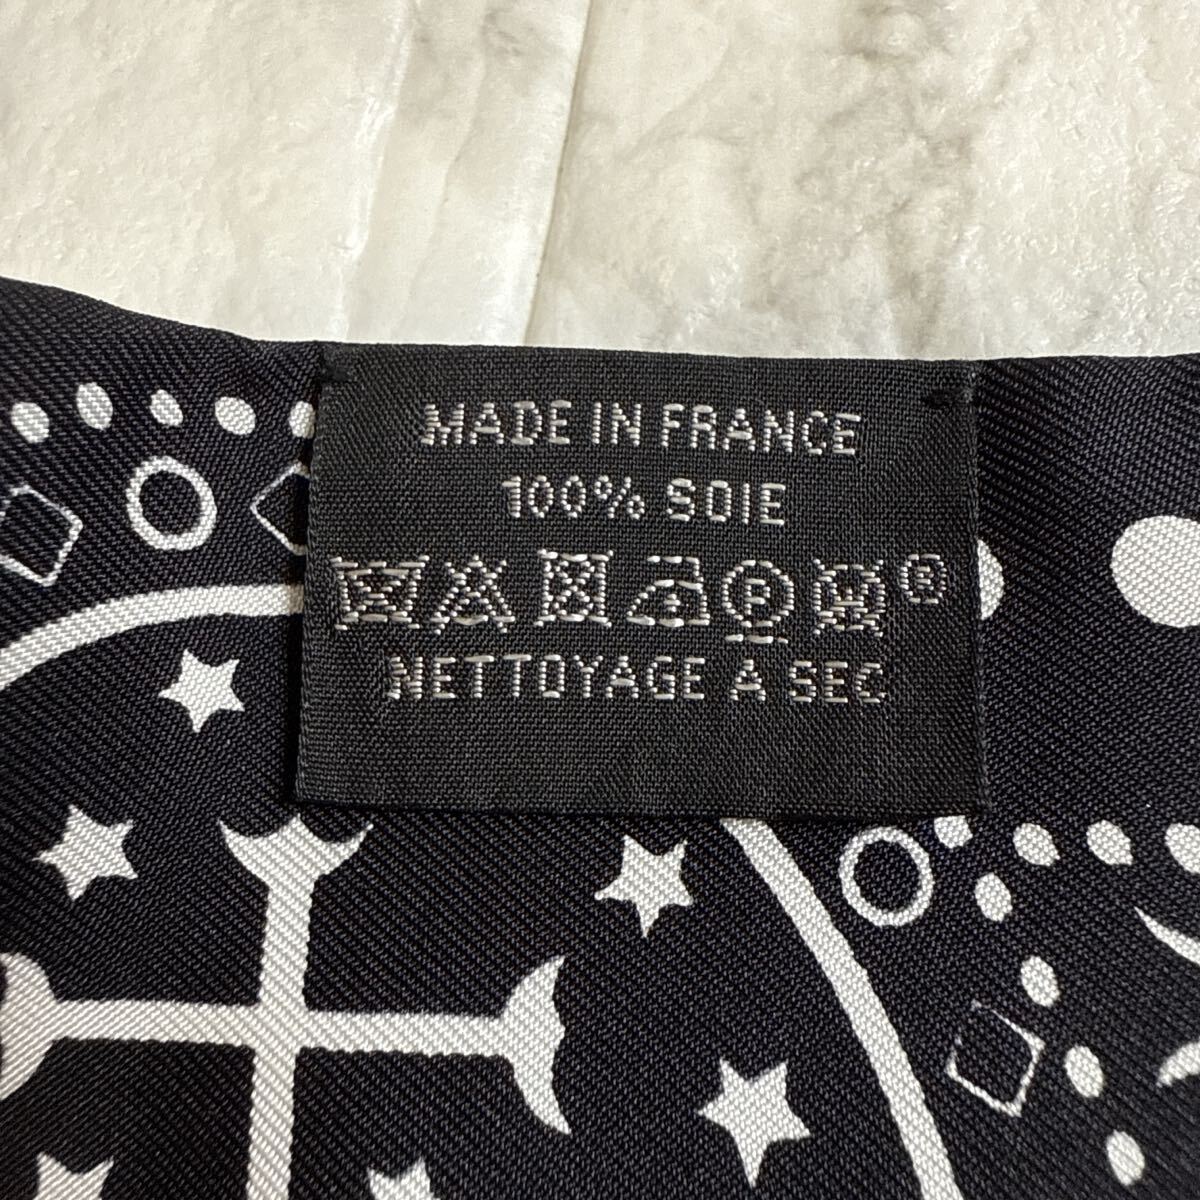 MADE IN FRANCE
100% SOIE
P W ®
NETTOYAGE A SEC